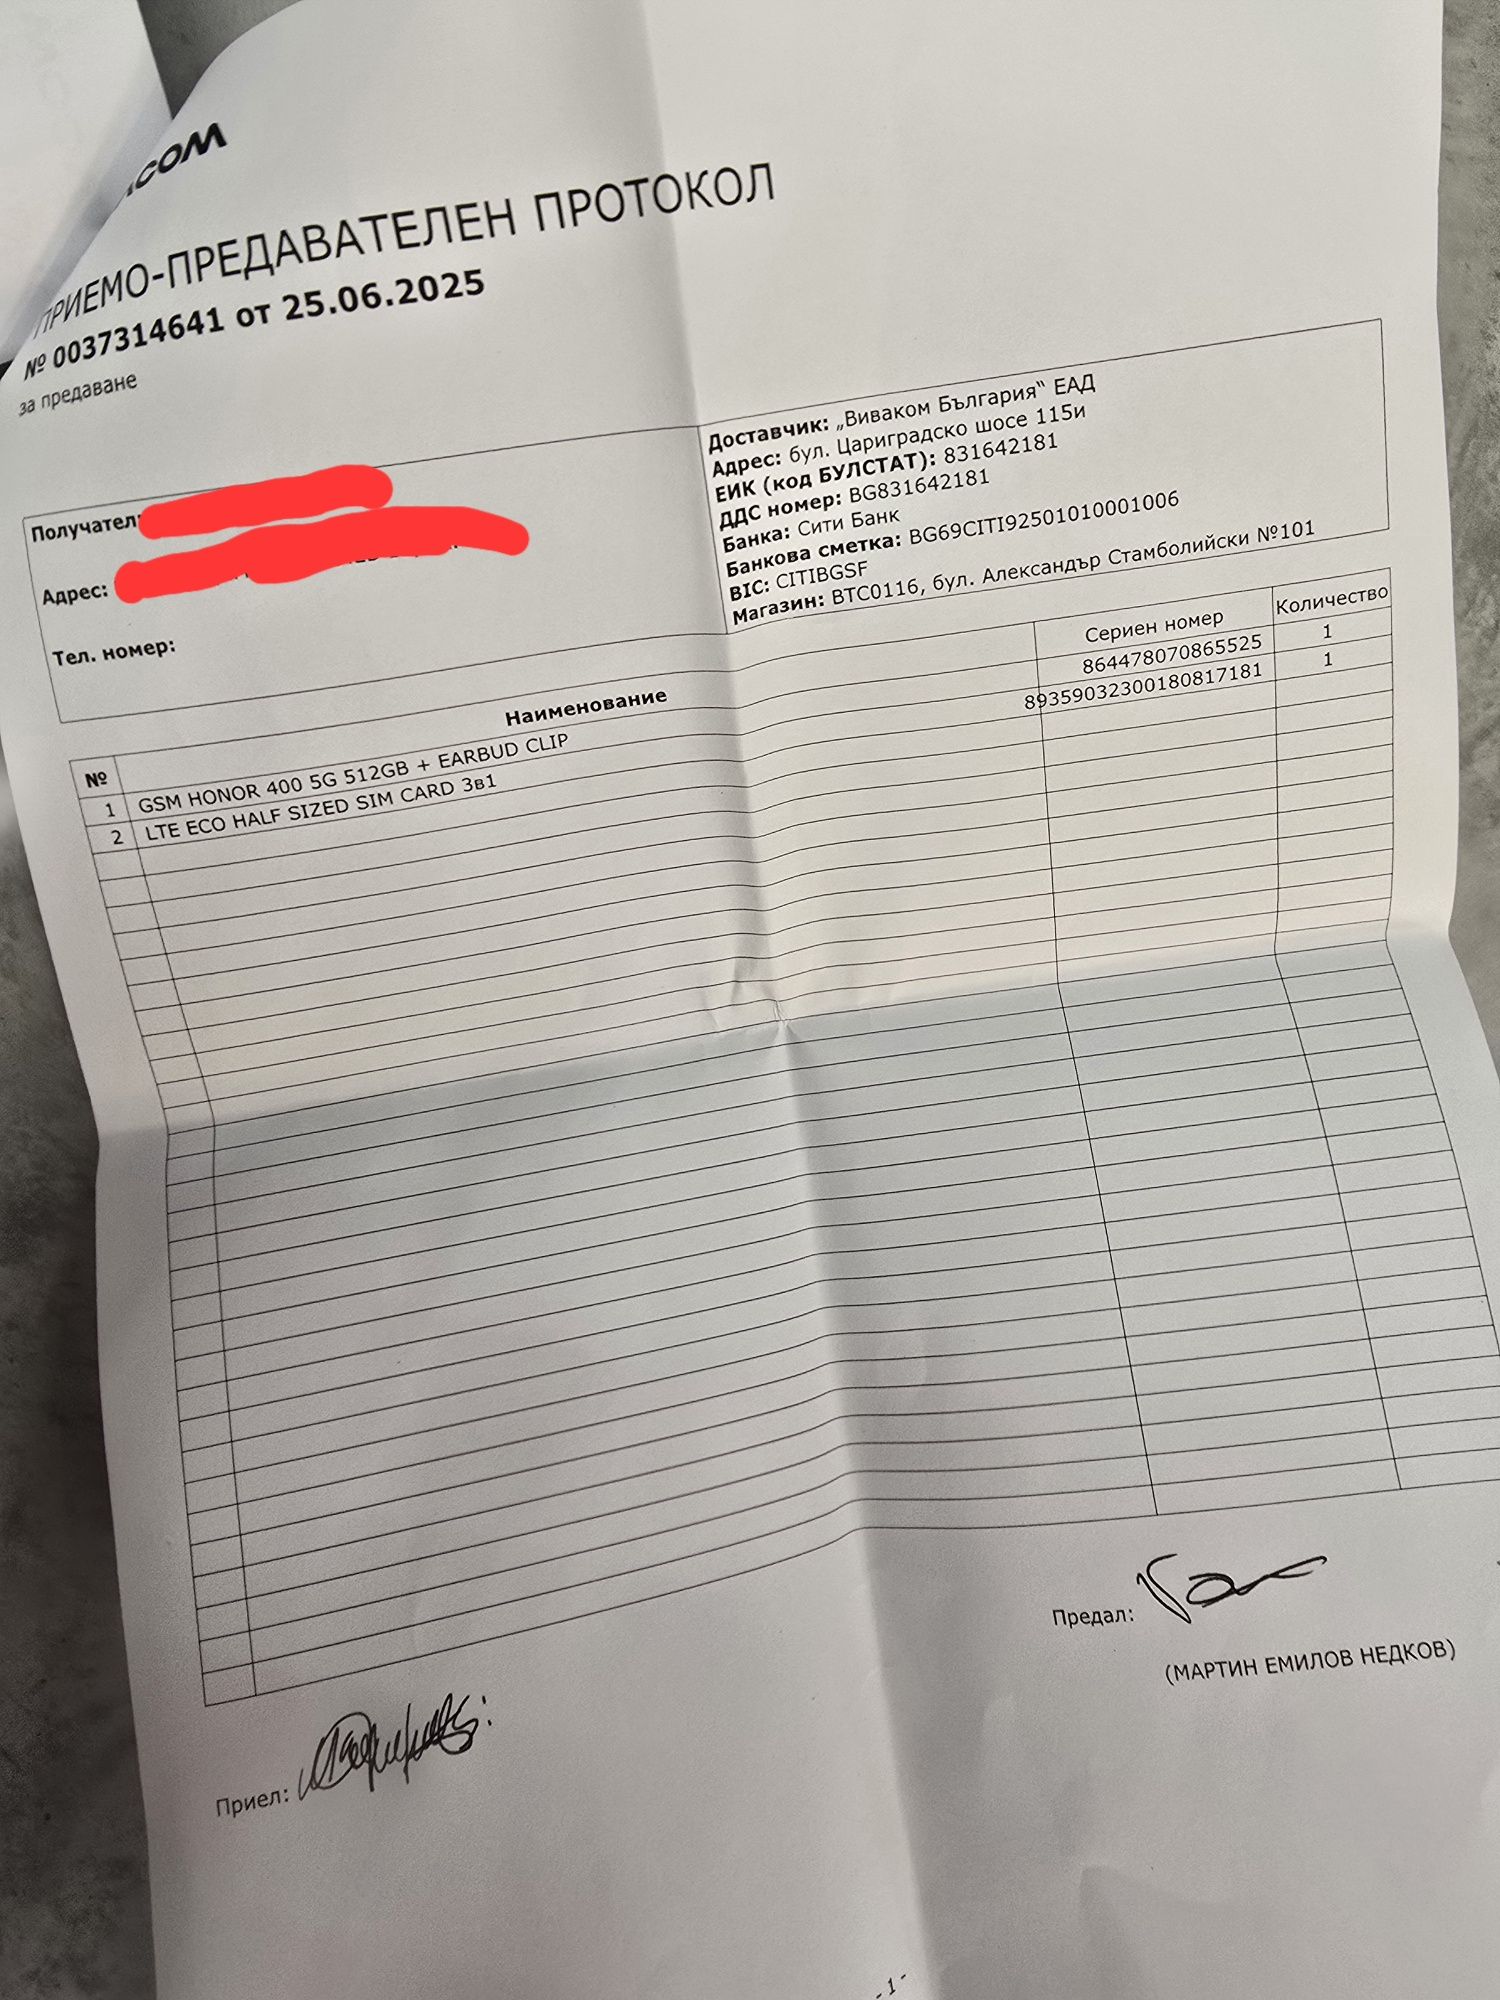 COM
ПРИЕМО-ПРЕДАВАТЕЛЕН ПРОТОКОЛ
№ 0037314641 от 25.06.2025
за предаване
Получател:
Адрес:
Тел. номер:
Доставчик: „Виваком България“ ЕАД
Адрес: бул. Цариградско шосе 115и
ЕИК (код БУЛСТАТ): 831642181
ДДС номер: BG831642181
Банка: Сити Банк
Банкова сметка: BG69CITI92501010001006
BIC: CITIBGSF
Магазин: BTC0116, бул. Александър Стамболийски №101
№ Наименование Сериен номер Количество
1 GSM HONOR 400 5G 512GB + EARBUD CLIP 864478070865525 1
2 LTE ECO HALF SIZED SIM CARD 3в1 89359032300180817181 1
Предал:
(МАРТИН ЕМИЛОВ НЕДКОВ)
Приел:
- 1 -